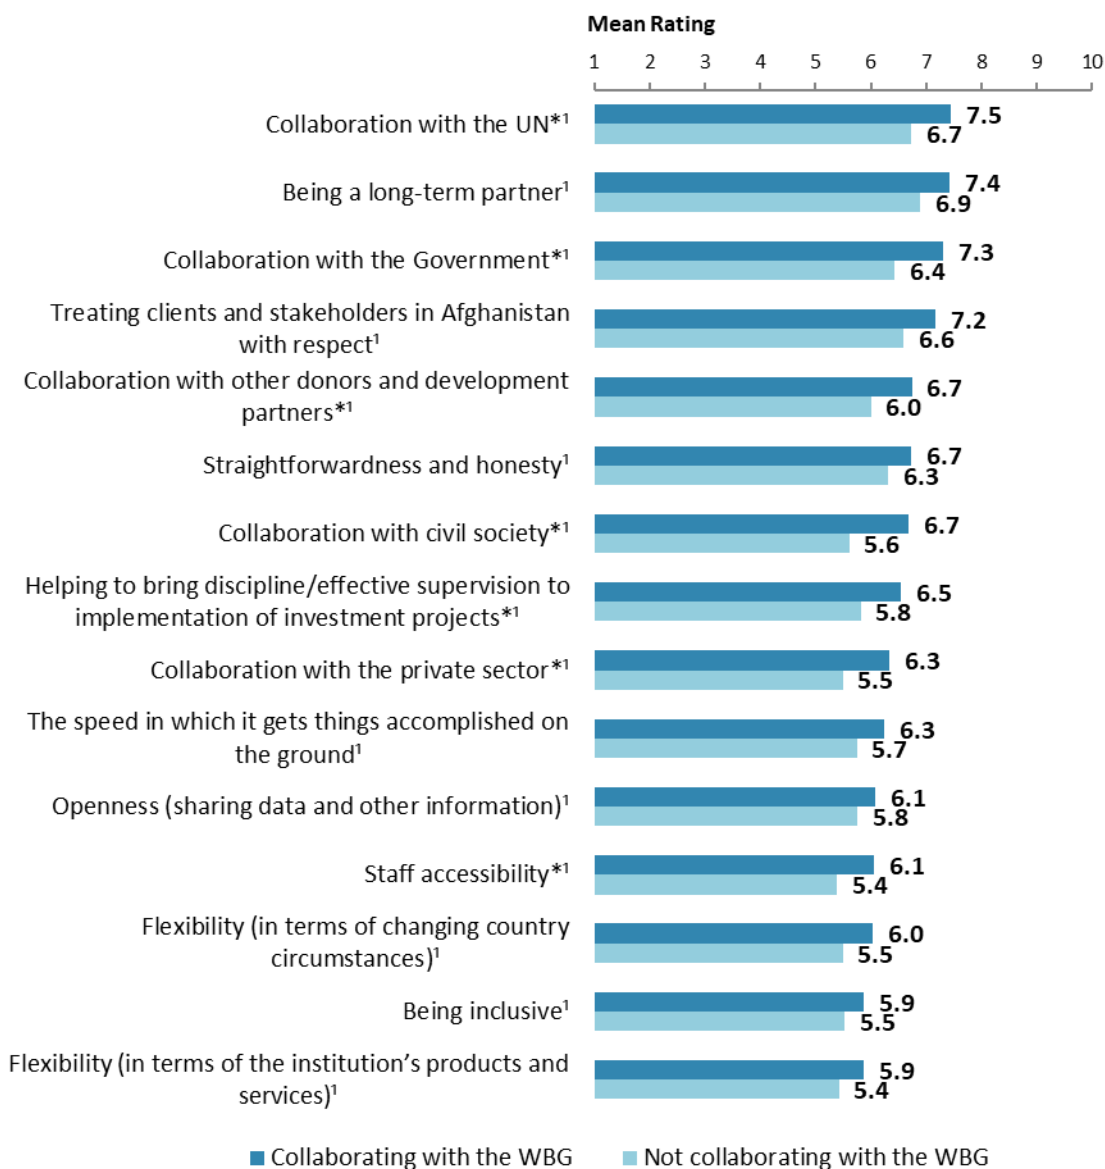 Mean Rating
1 2 3 4 5 6 7 8 9 10
Collaboration with the UN*¹
7.5
6.7
Being a long-term partner¹
7.4
6.9
Collaboration with the Government*¹
7.3
6.4
Treating clients and stakeholders in Afghanistan
with respect¹
7.2
6.6
Collaboration with other donors and development
partners*¹
6.7
6.0
Straightforwardness and honesty¹
6.7
6.3
Collaboration with civil society*¹
6.7
5.6
Helping to bring discipline/effective supervision to
implementation of investment projects*¹
6.5
5.8
Collaboration with the private sector*¹
6.3
5.5
The speed in which it gets things accomplished on
the ground¹
6.3
5.7
Openness (sharing data and other information)¹
6.1
5.8
Staff accessibility*¹
6.1
5.4
Flexibility (in terms of changing country
circumstances)¹
6.0
5.5
Being inclusive¹
5.9
5.5
Flexibility (in terms of the institution’s products and
services)¹
5.9
5.4
Collaborating with the WBG
Not collaborating with the WBG